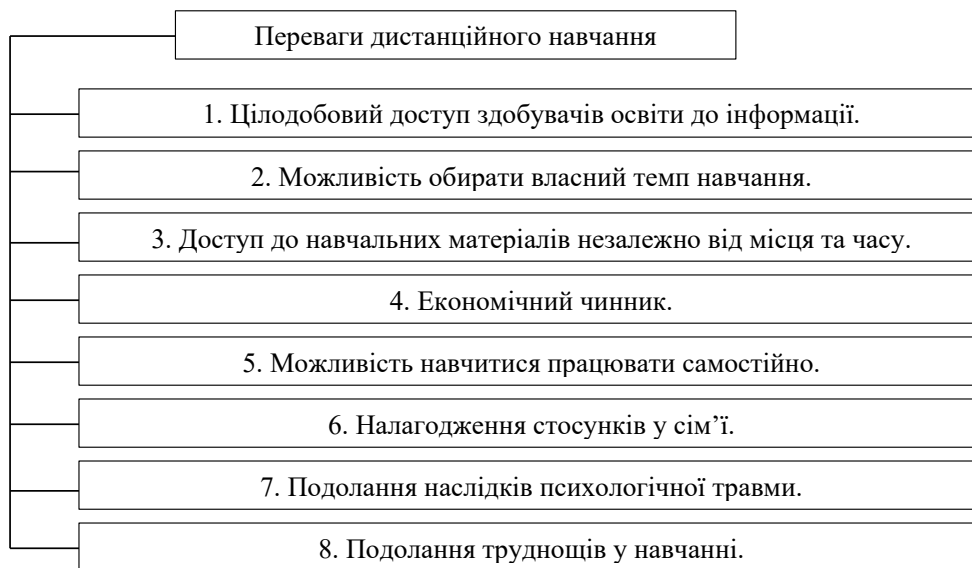 Переваги дистанційного навчання
1. Цілодобовий доступ здобувачів освіти до інформації.
2. Можливість обирати власний темп навчання.
3. Доступ до навчальних матеріалів незалежно від місця та часу.
4. Економічний чинник.
5. Можливість навчитися працювати самостійно.
6. Налагодження стосунків у сім’ї.
7. Подолання наслідків психологічної травми.
8. Подолання труднощів у навчанні.